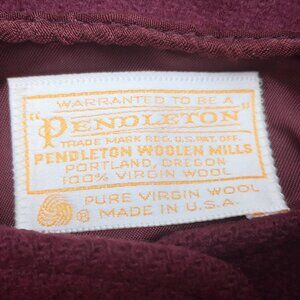 WARRANTED TO BE A
"PENDLETON"
TRADE MARK REG. U.S. PAT. OFF.
PENDLETON WOOLEN MILLS
PORTLAND, OREGON
100% VIRGIN WOOL
PURE VIRGIN WOOL
® MADE IN U.S.A.